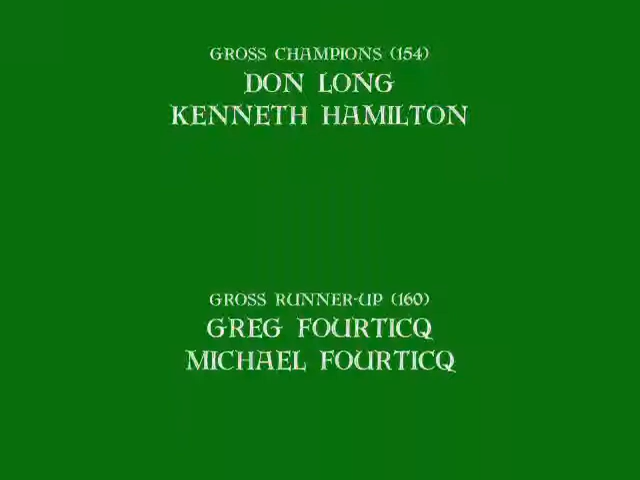 GROSS CHAMPIONS (154)
DON LONG
KENNETH HAMILTON
GROSS RUNNER-UP (160)
GREG FOURTICQ
MICHAEL FOURTICQ